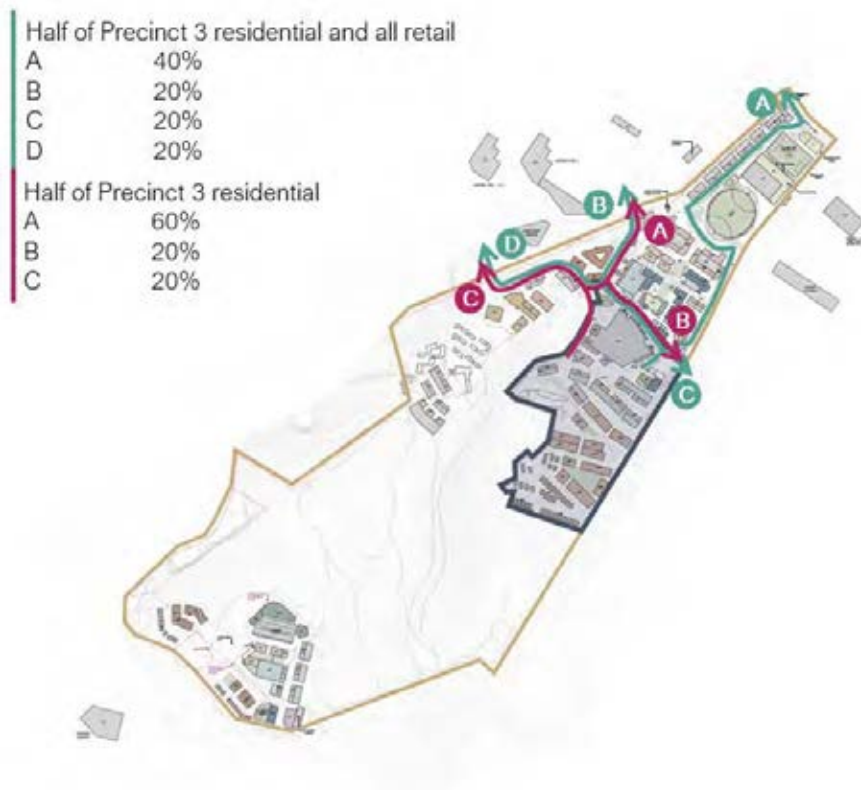 Half of Precinct 3 residential and all retail
A 40%
B 20%
C 20%
D 20%
Half of Precinct 3 residential
A 60%
B 20%
C 20%
A
B
A
D
C
B
C